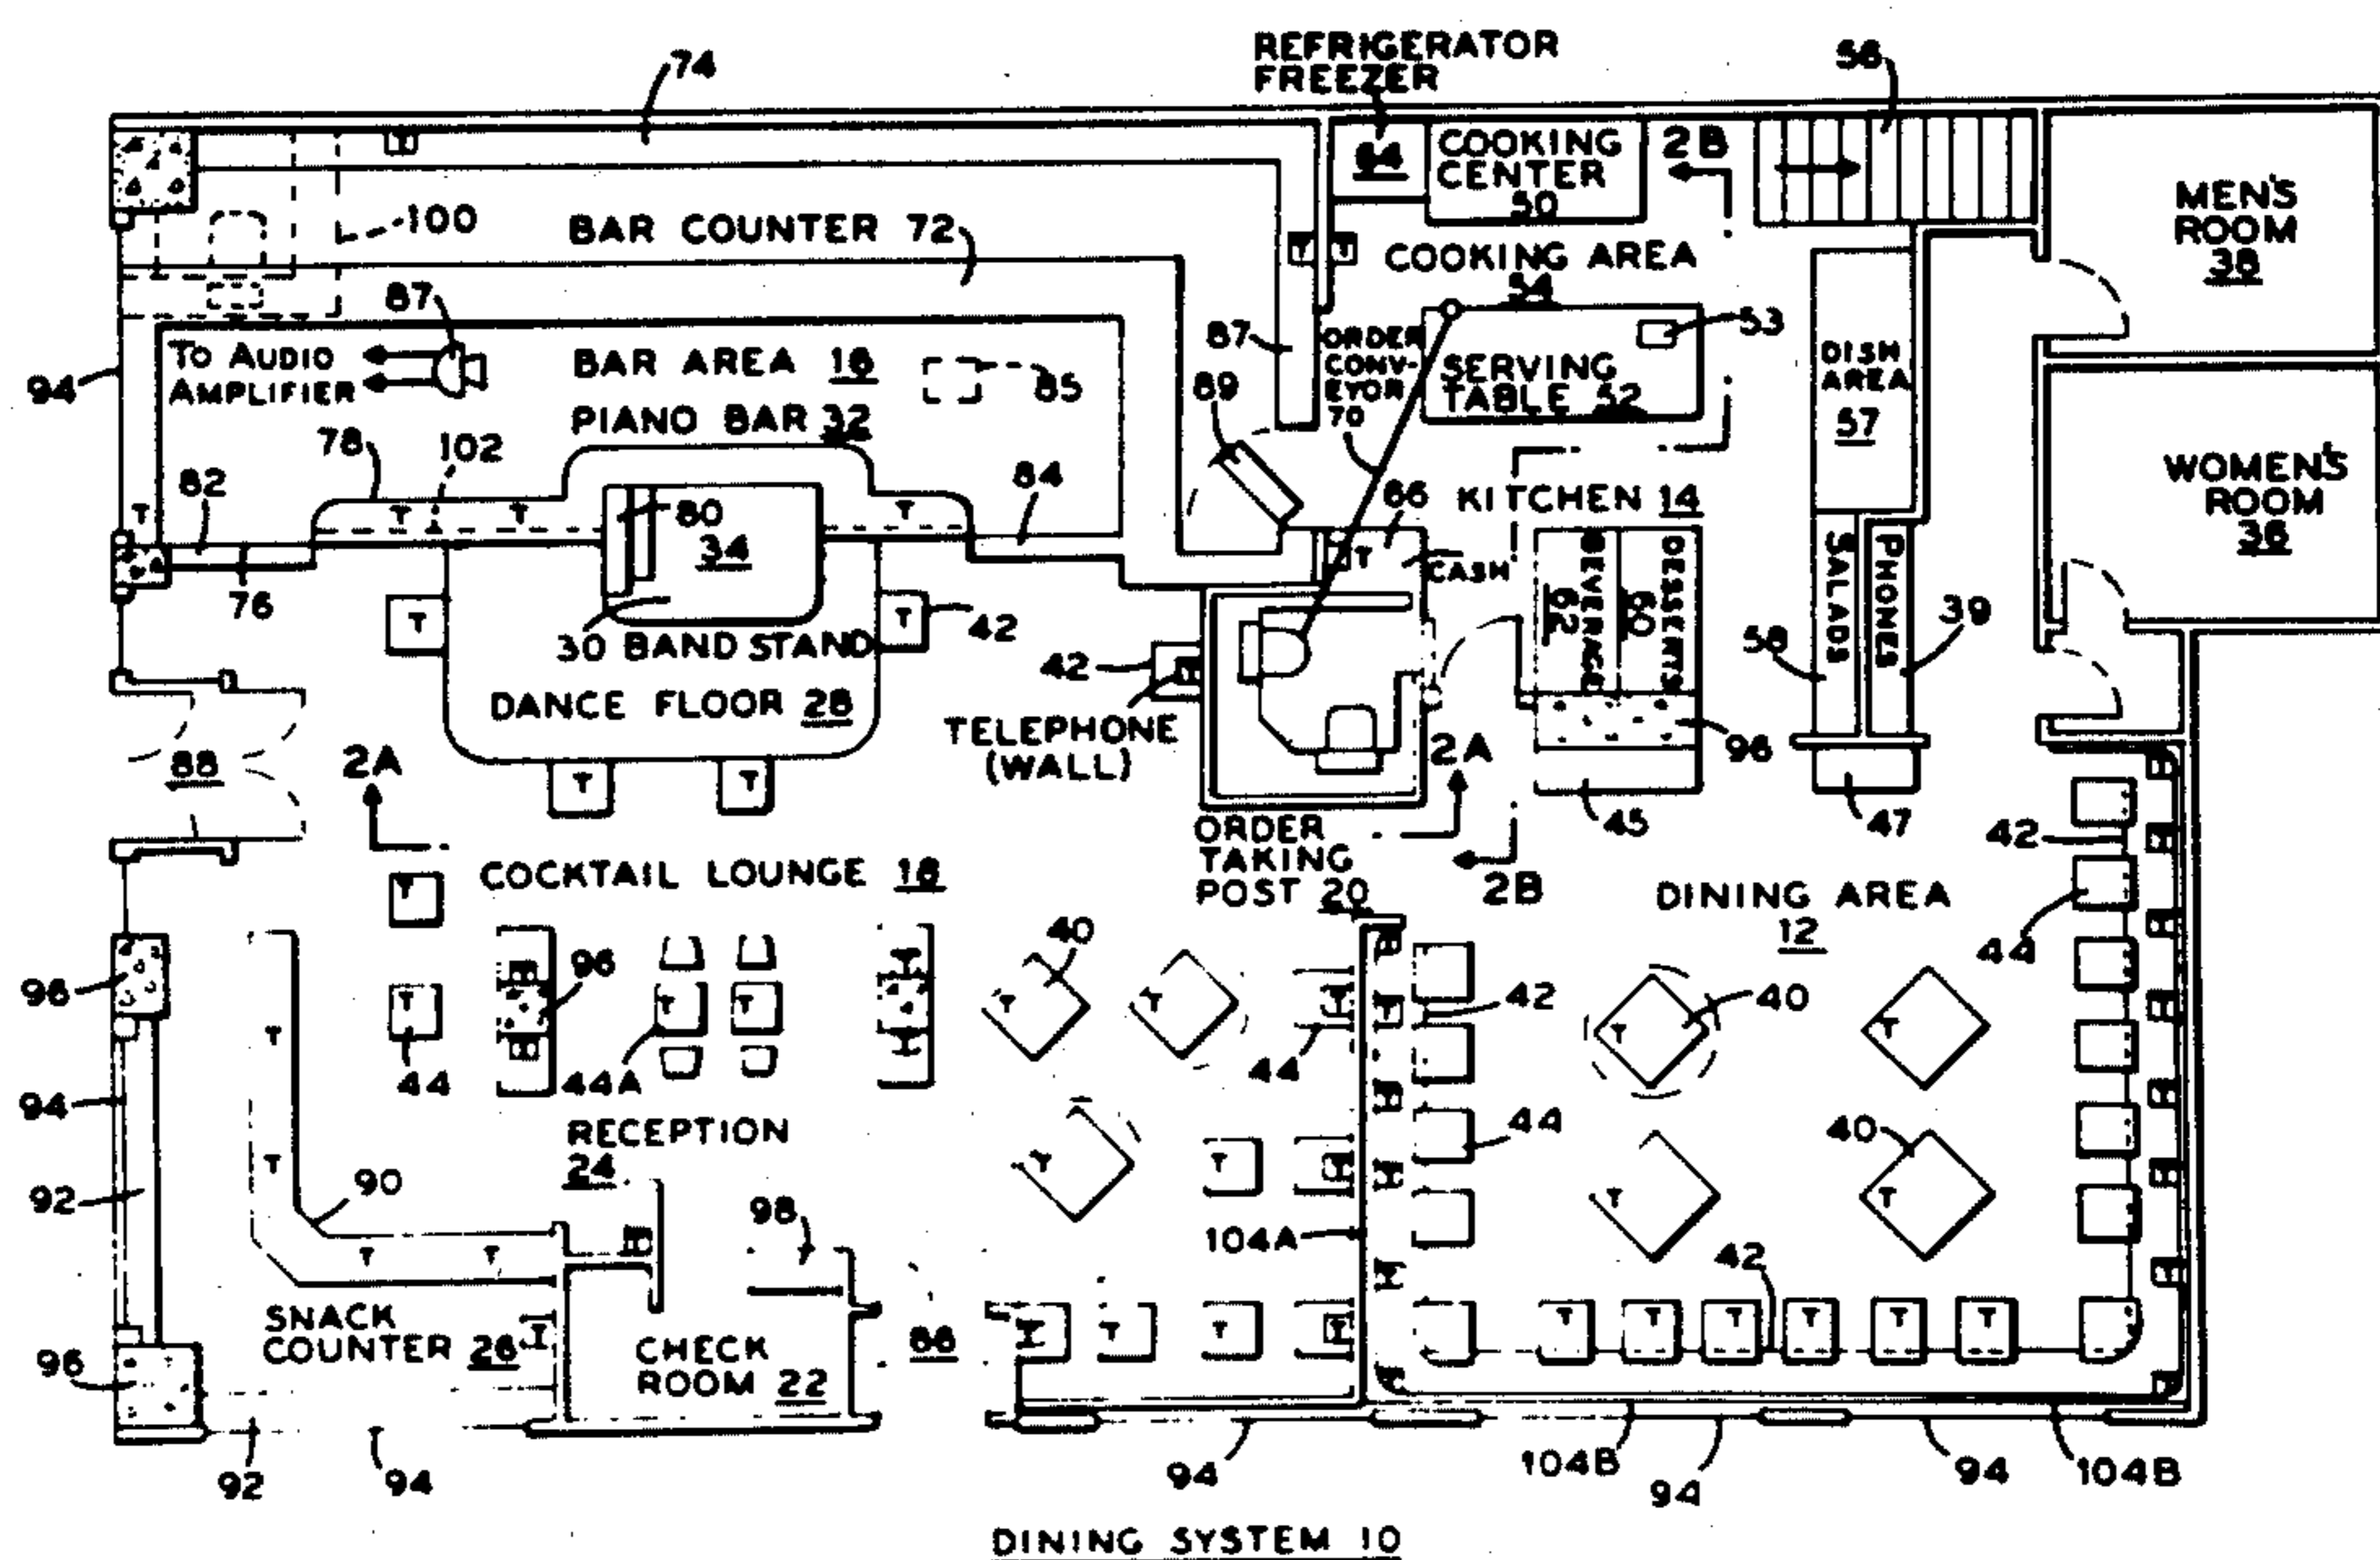 REFRIGERATOR
FREEZER
74
56
64
COOKING
CENTER
50
2B
MEN'S
ROOM
38
100
BAR COUNTER 72
T
T
T
COOKING AREA
54
87
TO AUDIO
AMPLIFIER
94
BAR AREA 16
85
87
ORDER
CONV-
EYOR
70
SERVING
TABLE 52
53
DISH
AREA
57
PIANO BAR 32
89
78
102
82
84
86
KITCHEN 14
WOMEN'S
ROOM
36
T
T
T
T
80
34
T
CASH
BEVERAGE
62
DESSERTS
60
SALADS
PHONES
76
T
T
42
30 BAND STAND
42
58
39
DANCE FLOOR 28
TELEPHONE
(WALL)
96
88
2A
T
T
2A
45
47
42
ORDER
TAKING
POST 20
2B
COCKTAIL LOUNGE 18
DINING AREA
12
44
T
40
96
96
T
T
T
T
T
T
T
42
T
40
T
44
44A
44
94
RECEPTION
24
44
40
T
T
T
T
T
T
92
90
98
104A
T
T
42
SNACK
COUNTER 26
T
CHECK
ROOM 22
88
T
T
T
T
T
T
T
T
T
T
96
92
94
94
104B
94
94
104B
DINING SYSTEM 10